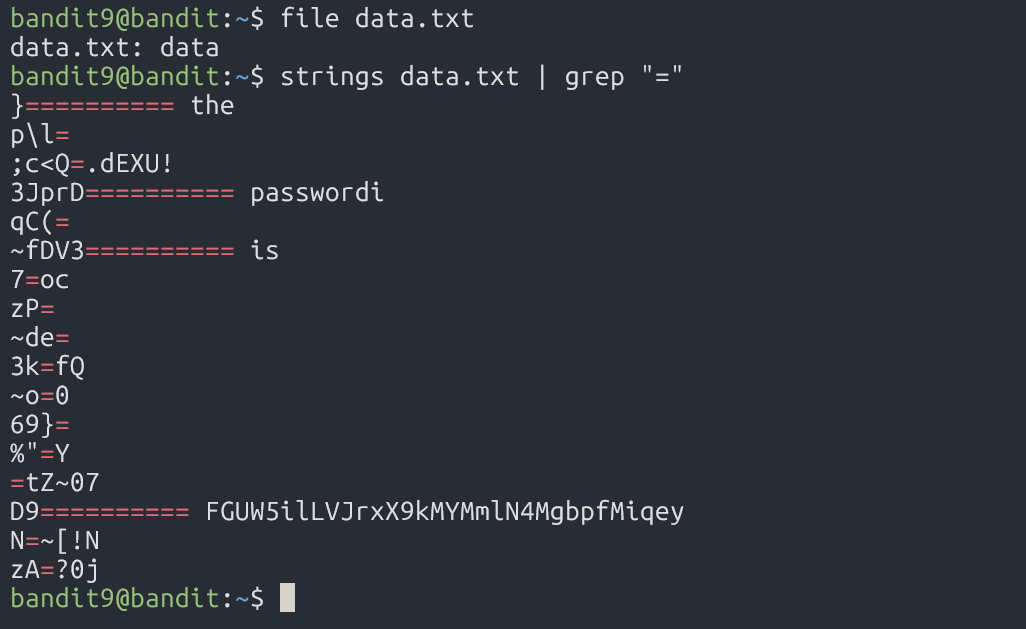 bandit9@bandit:~$ file data.txt
data.txt: data
bandit9@bandit:~$ strings data.txt | grep "="
}========== the
p\l=
;c<Q=.dEXU!
3JprD========== passwordi
qC(=
~fDV3========== is
7=oc
zP=
~de=
3k=fQ
~o=0
69}=
%"=Y
=tZ~07
D9========== FGUW5ilLVJrxX9kMYMmlN4MgbpfMiqey
N=~[!N
zA=?0j
bandit9@bandit:~$